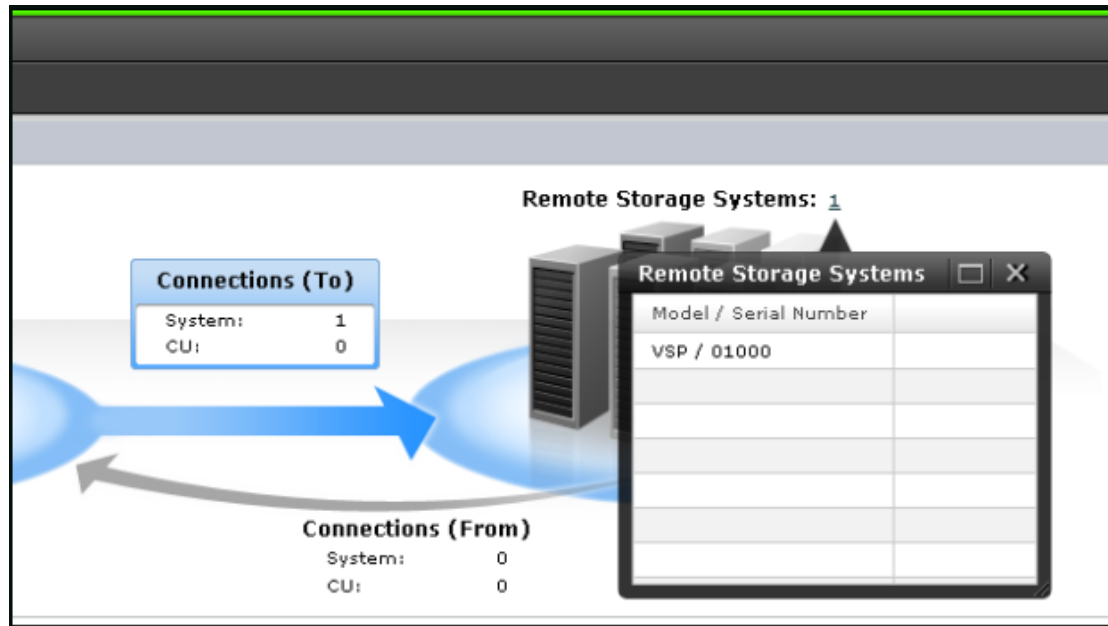 Remote Storage Systems: 1
Connections (To)
System: 1
CU: 0
Remote Storage Systems
Model / Serial Number
VSP / 01000
Connections (From)
System: 0
CU: 0